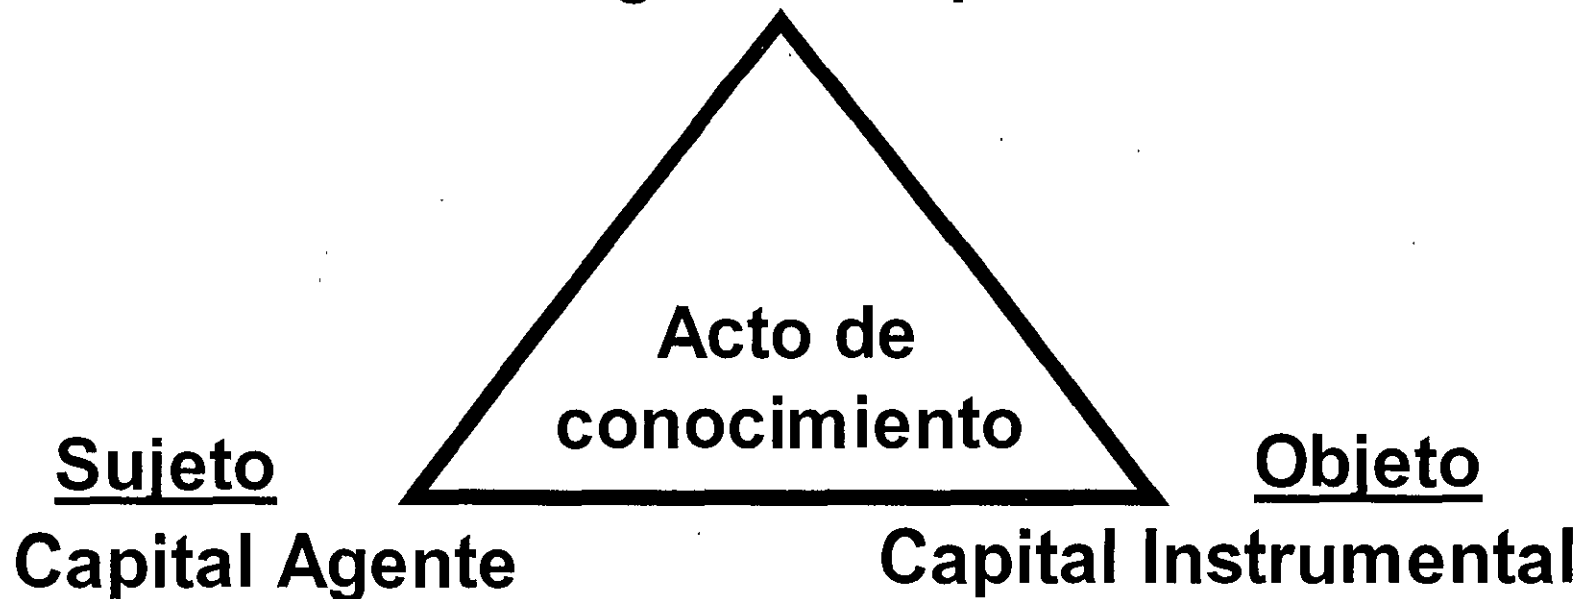 Acto de
conocimiento
Sujeto
Objeto
Capital Agente
Capital Instrumental